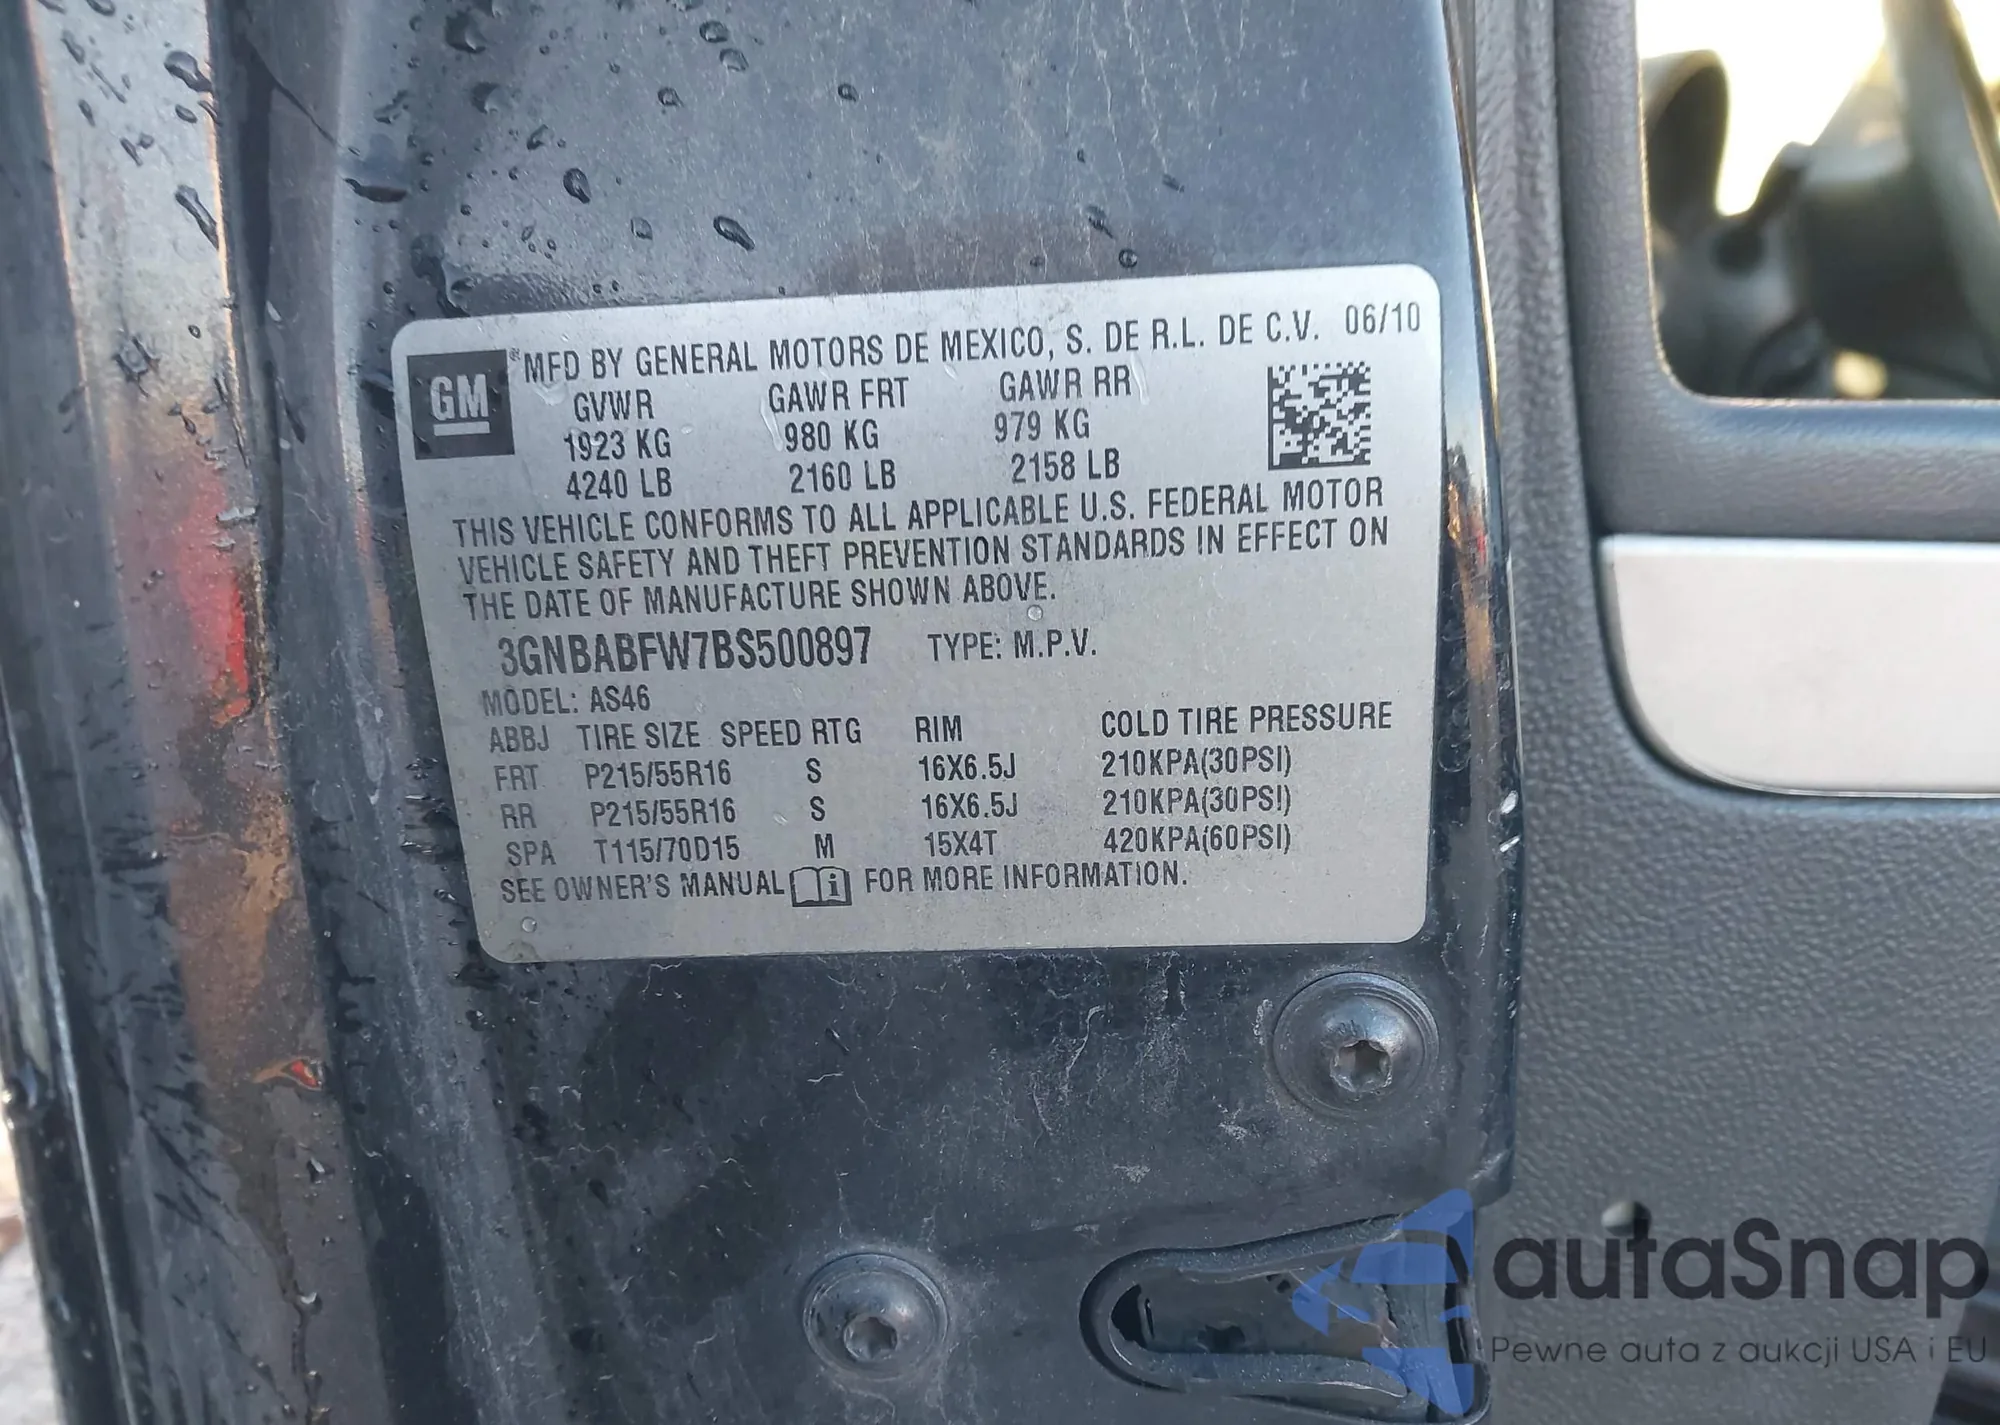 GM
® MFD BY GENERAL MOTORS DE MEXICO, S. DE R.L. DE C.V. 06/10
GVWR GAWR FRT GAWR RR
1923 KG 980 KG 979 KG
4240 LB 2160 LB 2158 LB
THIS VEHICLE CONFORMS TO ALL APPLICABLE U.S. FEDERAL MOTOR
VEHICLE SAFETY AND THEFT PREVENTION STANDARDS IN EFFECT ON
THE DATE OF MANUFACTURE SHOWN ABOVE.
3GNBABFW7BS500897 TYPE: M.P.V.
MODEL: AS46
ABBJ TIRE SIZE SPEED RTG RIM COLD TIRE PRESSURE
FRT P215/55R16 S 16X6.5J 210KPA(30PSI)
RR P215/55R16 S 16X6.5J 210KPA(30PSI)
SPA T115/70D15 M 15X4T 420KPA(60PSI)
SEE OWNER'S MANUAL i FOR MORE INFORMATION.
autaSnap
Pewne auta z aukcji USA i EU